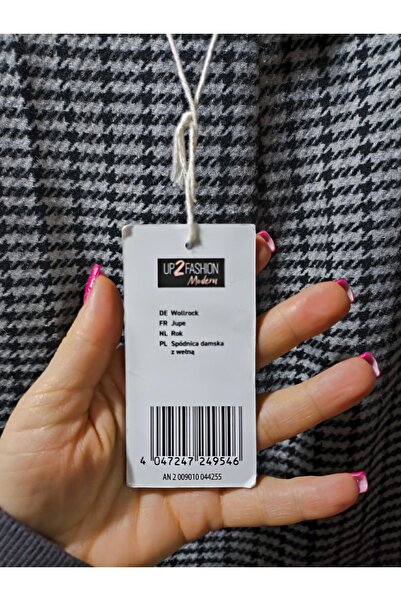 UP2FASHION
Modern
DE Wollrock
FR Jupe
NL Rok
PL Spódnica damska
z wełną
4 047247 249546
AN 2 009010 044255